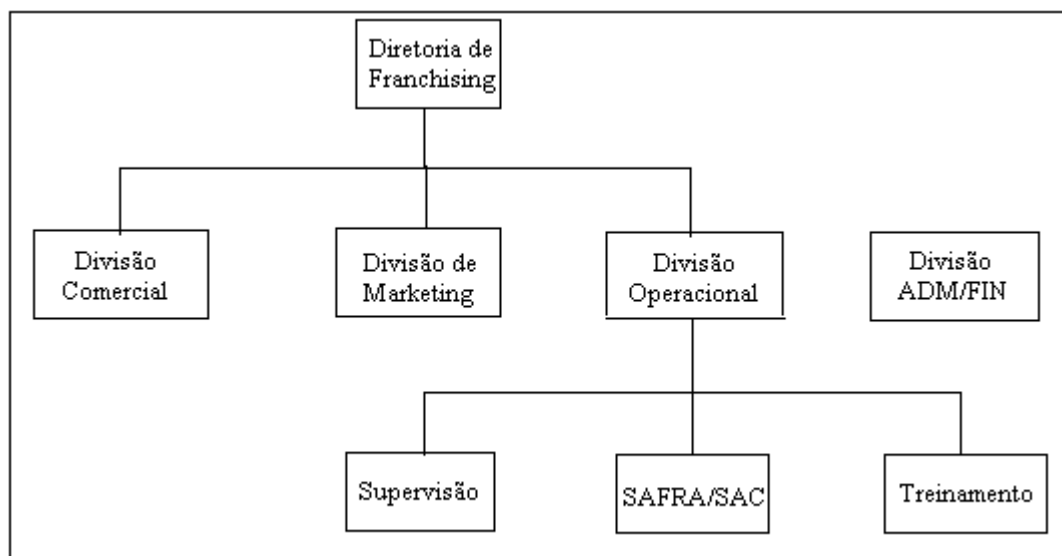 Diretoria de
Franchising
Divisão
Comercial
Divisão de
Marketing
Divisão
Operacional
Divisão
ADM/FIN
Supervisão
SAFRA/SAC
Treinamento